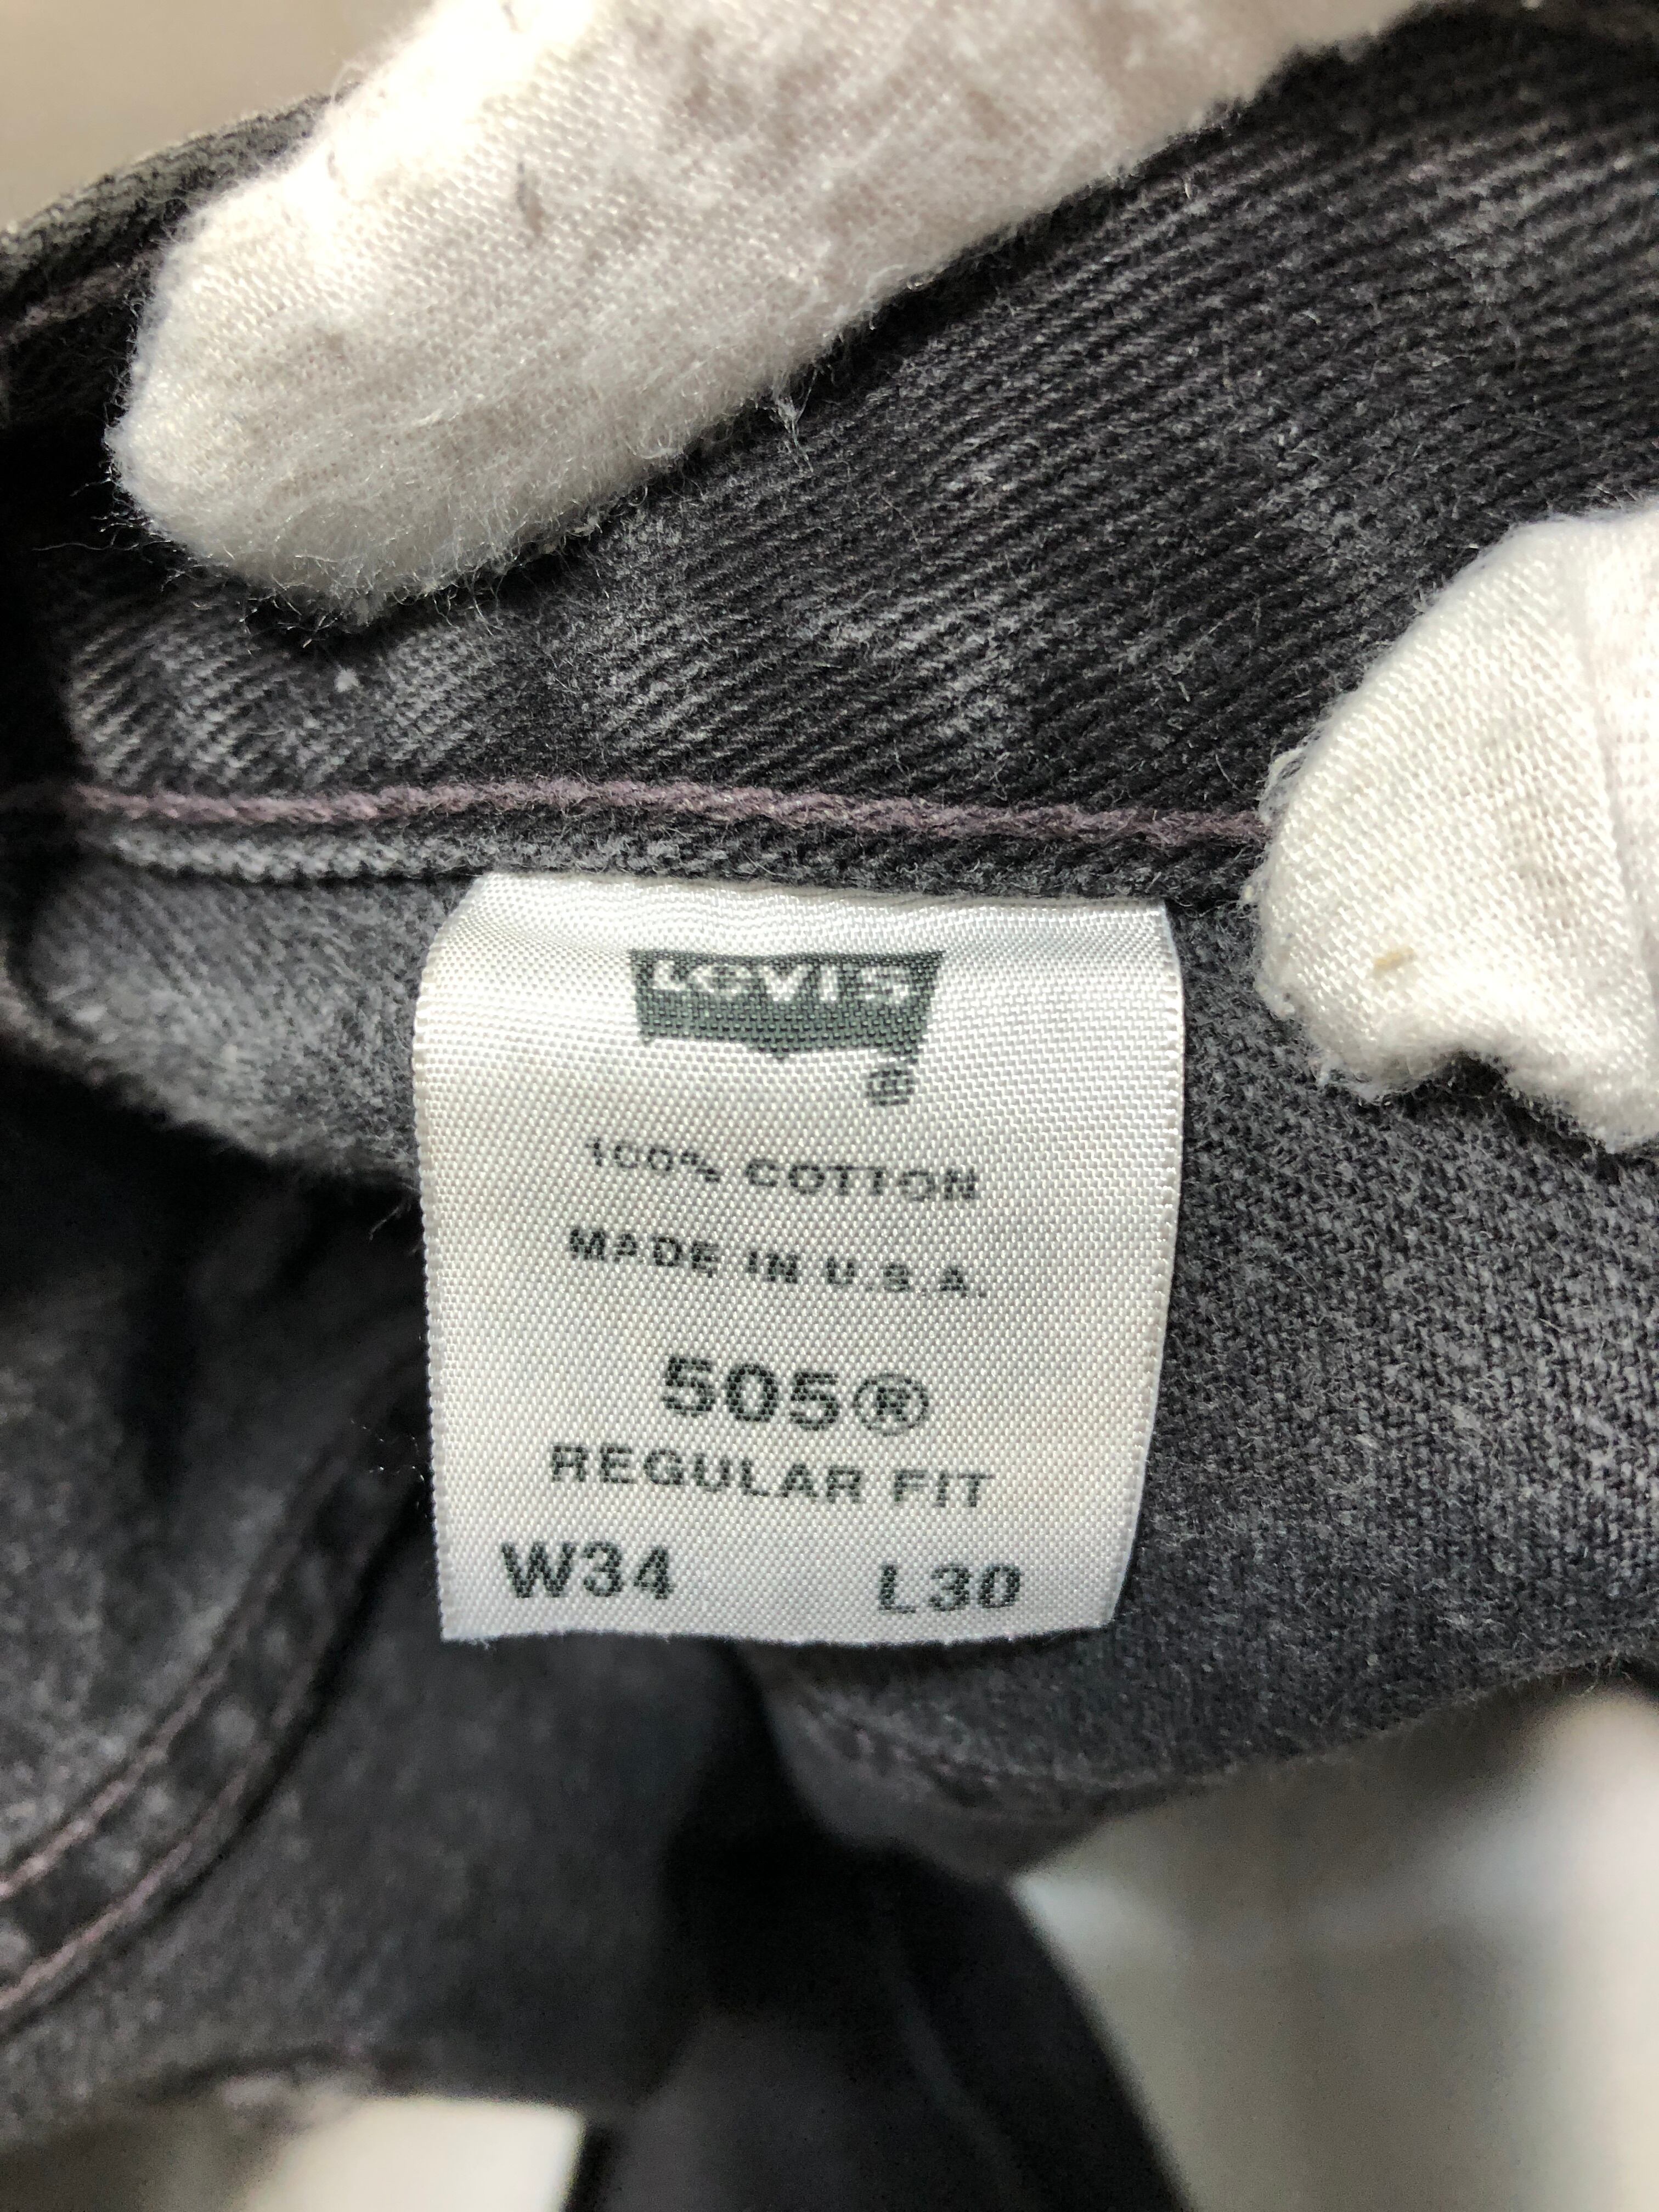 Levi's
®
100% COTTON
MADE IN U.S.A.
505®
REGULAR FIT
W34 L30